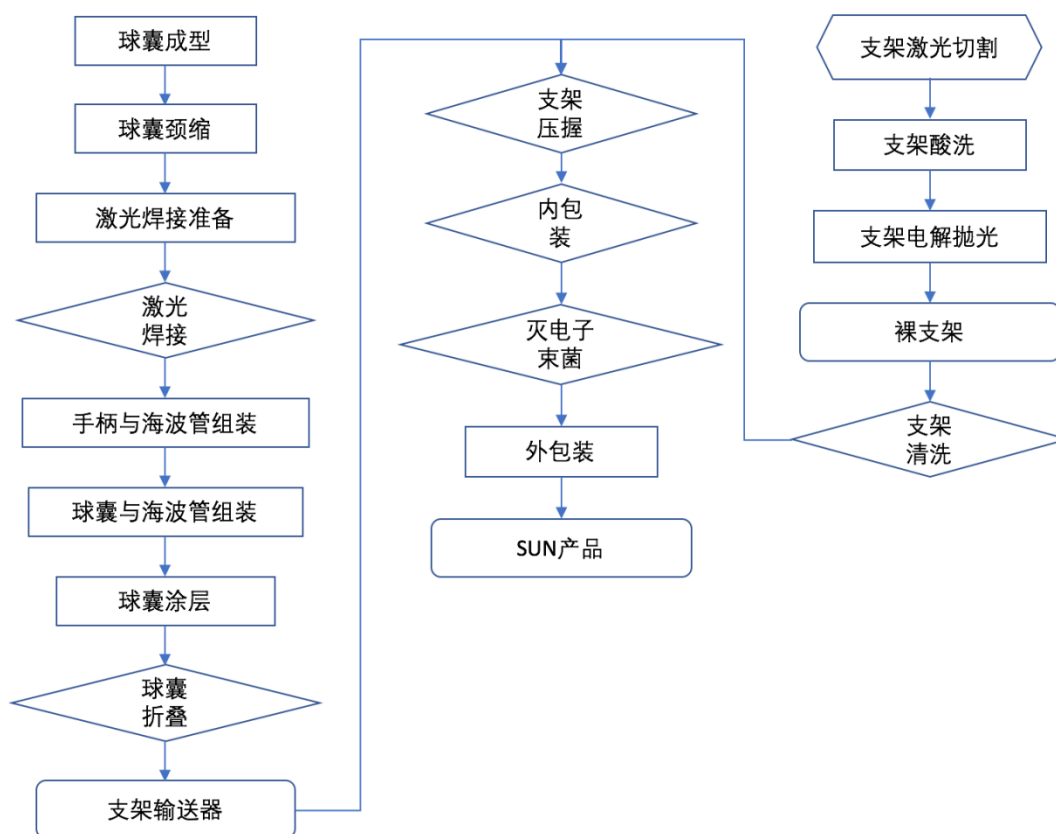 球囊成型
球囊颈缩
激光焊接准备
激光
焊接
手柄与海波管组装
球囊与海波管组装
球囊涂层
球囊
折叠
支架输送器
支架
压握
内包
装
灭电子
束菌
外包装
SUN产品
支架激光切割
支架酸洗
支架电解抛光
裸支架
支架
清洗